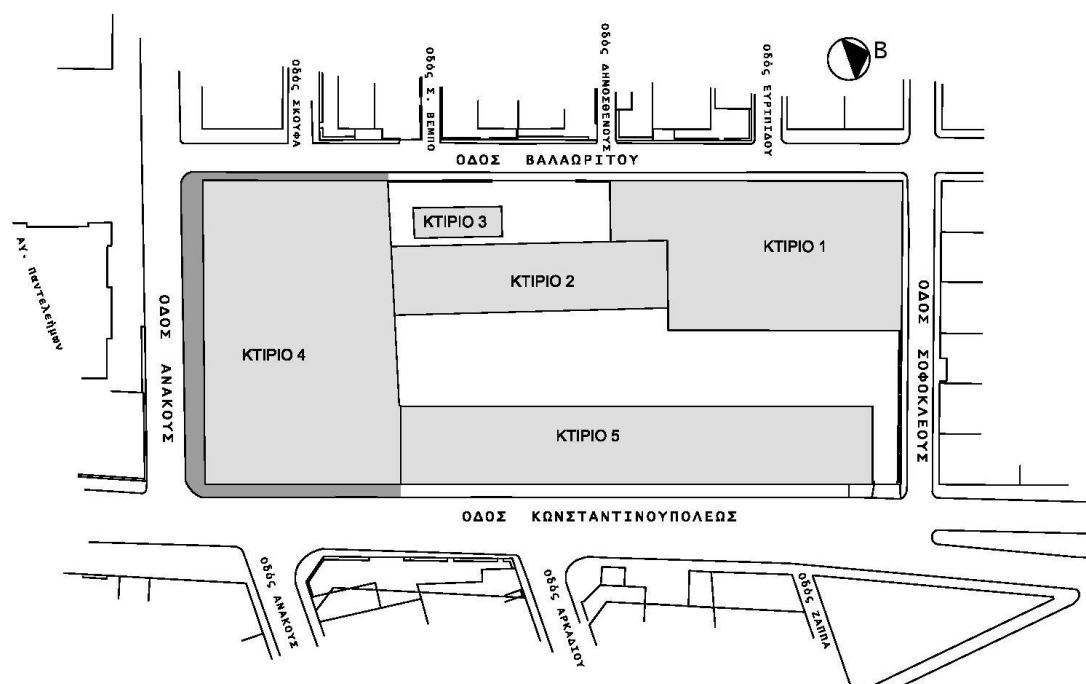 Β
οδός ΣΚΟΥΦΑ
οδός Σ. ΒΕΜΠΟ
οδός ΔΗΜΟΣΘΕΝΟΥΣ
οδός ΕΥΡΙΠΙΔΟΥ
ΟΔΟΣ ΒΑΛΑΩΡΙΤΟΥ
ΚΤΙΡΙΟ 3
ΚΤΙΡΙΟ 1
ΚΤΙΡΙΟ 2
ΑΓ. Παντελεήμων
ΟΔΟΣ ΑΝΑΚΟΥΣ
ΚΤΙΡΙΟ 4
ΟΔΟΣ ΣΟΦΟΚΛΕΟΥΣ
ΚΤΙΡΙΟ 5
ΟΔΟΣ ΚΩΝΣΤΑΝΤΙΝΟΥΠΟΛΕΩΣ
οδός ΑΝΑΚΟΥΣ
οδός ΑΡΚΑΔΙΟΥ
οδός ΖΑΠΠΑ